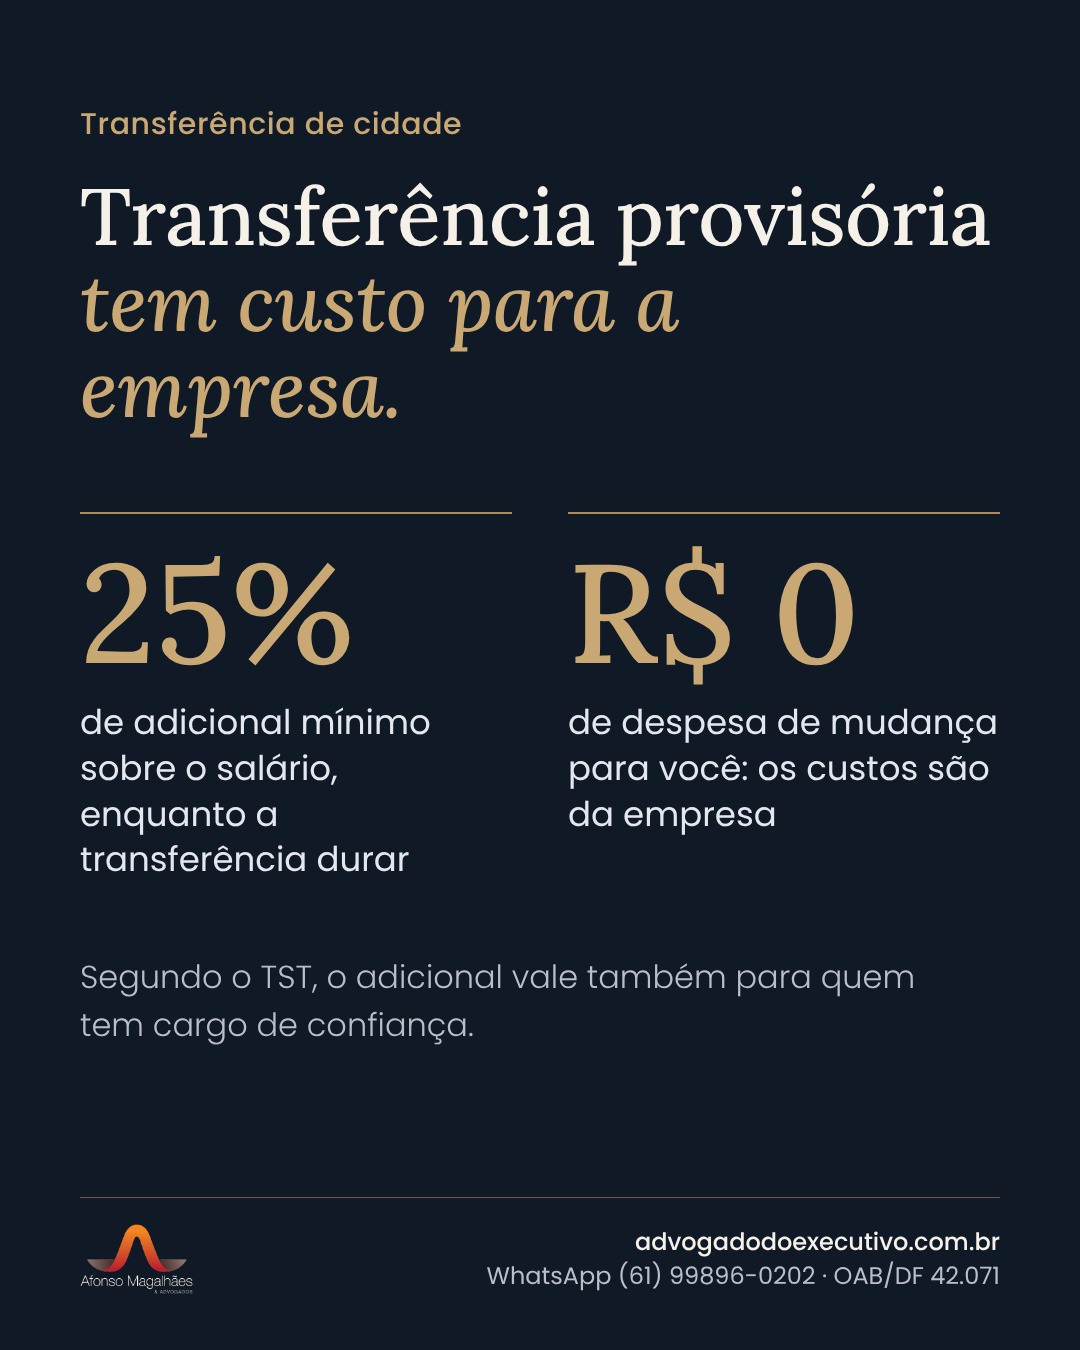 Transferência de cidade
Transferência provisória
tem custo para a
empresa.
25%
de adicional mínimo
sobre o salário,
enquanto a
transferência durar
R$ 0
de despesa de mudança
para você: os custos são
da empresa
Segundo o TST, o adicional vale também para quem
tem cargo de confiança.
Afonso Magalhães
& ADVOGADOS
advogadodoexecutivo.com.br
WhatsApp (61) 99896-0202 · OAB/DF 42.071